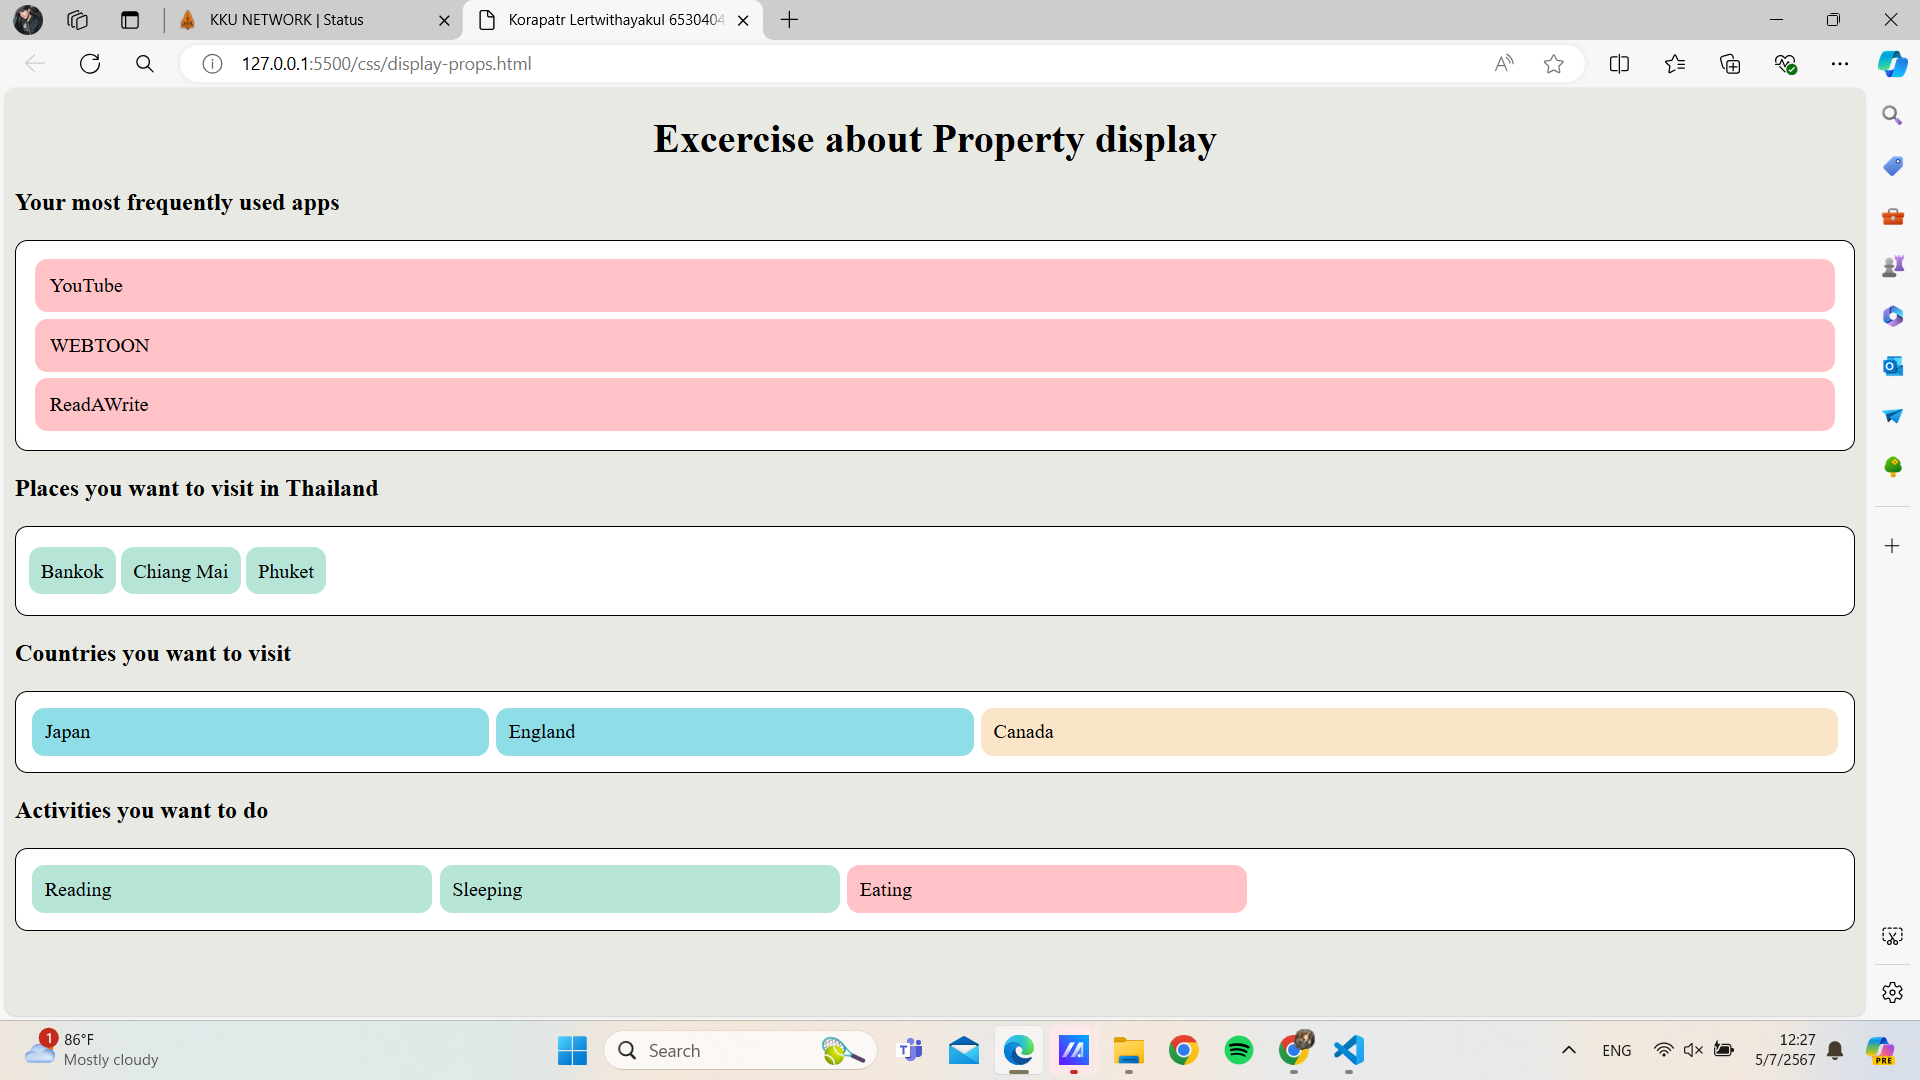 KKU NETWORK | Status
Korapatr Lertwithayakul 6530404
127.0.0.1:5500/css/display-props.html
Excercise about Property display
Your most frequently used apps
YouTube
WEBTOON
ReadAWrite
Places you want to visit in Thailand
Bankok Chiang Mai Phuket
Countries you want to visit
Japan England Canada
Activities you want to do
Reading Sleeping Eating
1
86°F
Mostly cloudy
Search
ENG
12:27
5/7/2567
PRE